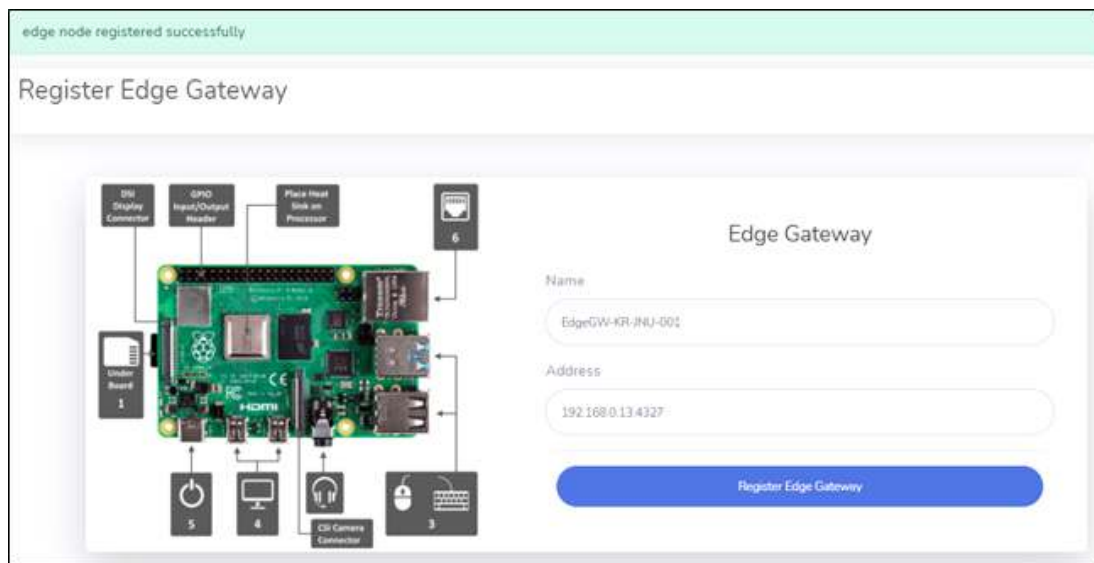 edge node registered successfully
Register Edge Gateway
DSI
Display
Connector
GPIO
Input/Output
Header
Place Heat
Sink on
Processor
6
Under
Board
1
HDMI
5
4
CSI Camera
Connector
3
Edge Gateway
Name
EdgeGW-KR-JNU-001
Address
192.168.0.13:4327
Register Edge Gateway